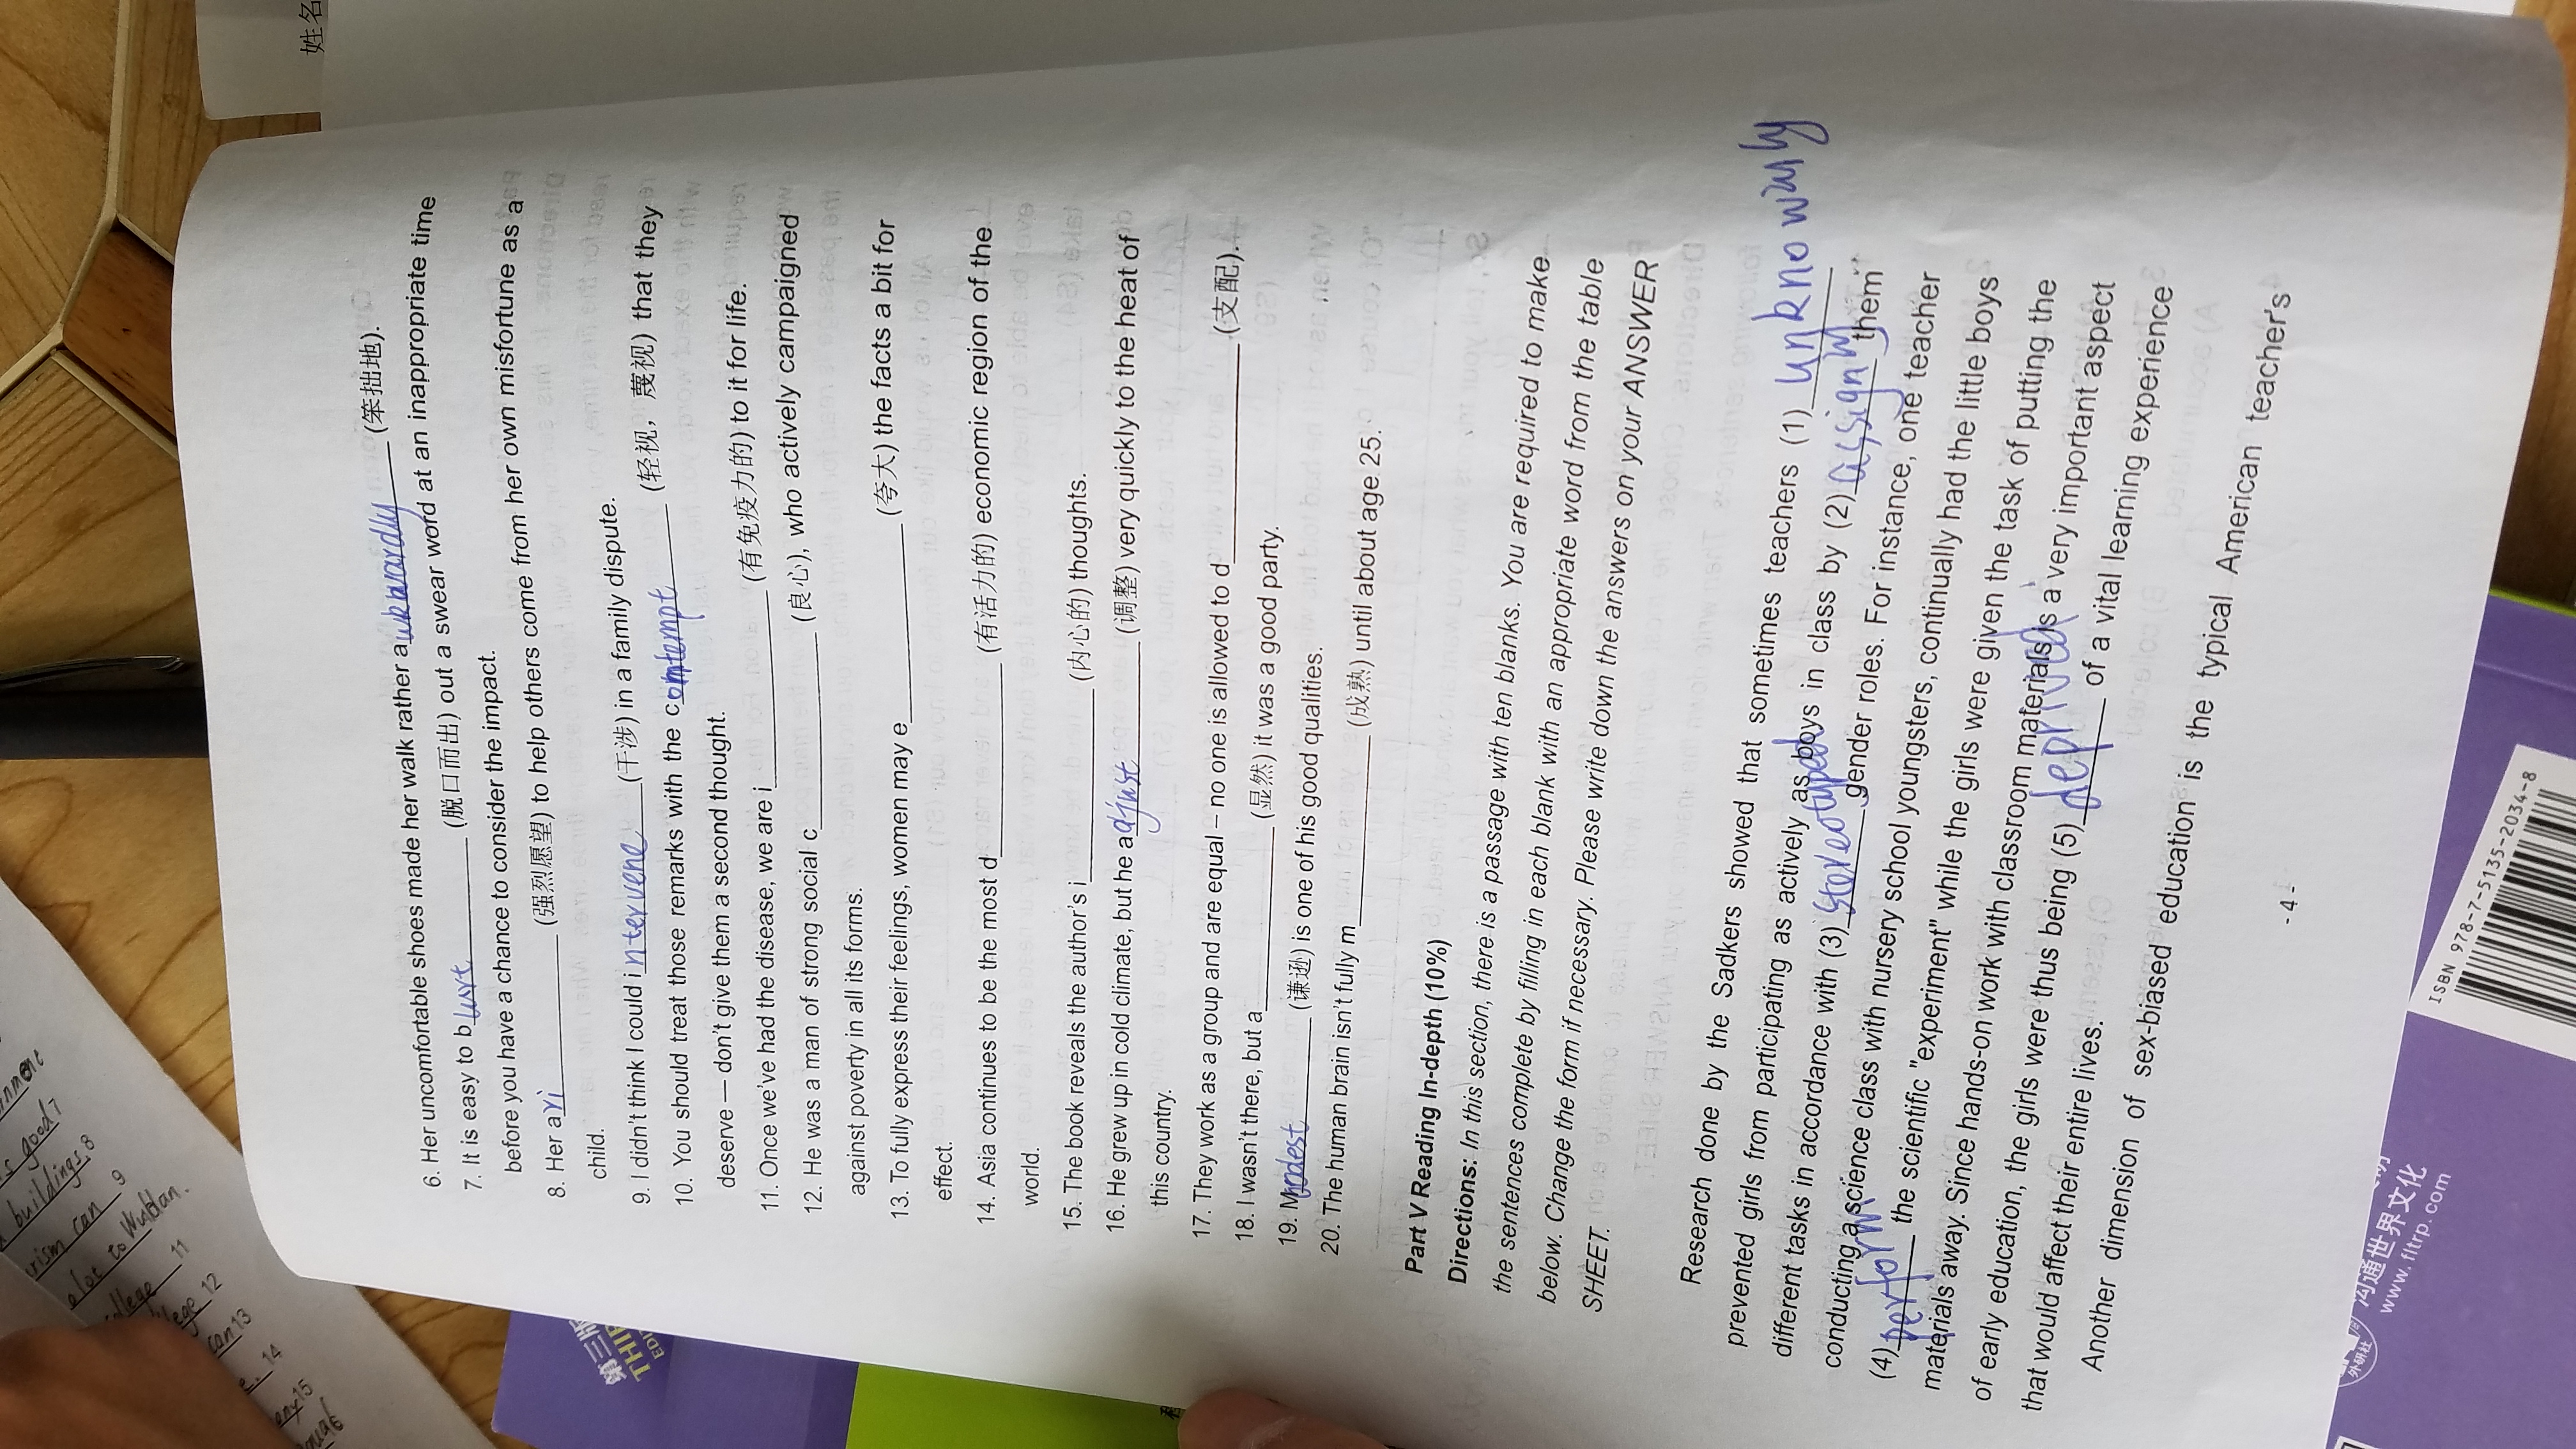 inment
s good 7
buildings, 8
rism can 9
a lot to Wuhan.
ollege 11
lege 12
can 13
e. 14
15
姓名
6. Her uncomfortable shoes made her walk rather awkwardly (笨拙地).
7. It is easy to blurt (脱口而出) out a swear word at an inappropriate time
before you have a chance to consider the impact.
8. Her ari (强烈愿望) to help others come from her own misfortune as a
child.
9. I didn't think I could intervene (干涉) in a family dispute.
10. You should treat those remarks with the comtempt (轻视，蔑视) that they
deserve — don't give them a second thought.
11. Once we've had the disease, we are i____________ (有免疫力的) to it for life.
12. He was a man of strong social c____________ (良心), who actively campaigned
against poverty in all its forms.
13. To fully express their feelings, women may e____________ (夸大) the facts a bit for
effect.
14. Asia continues to be the most d____________ (有活力的) economic region of the
world.
15. The book reveals the author's i____________ (内心的) thoughts.
16. He grew up in cold climate, but he adjust (调整) very quickly to the heat of
this country.
17. They work as a group and are equal – no one is allowed to d____________ (支配).
18. I wasn't there, but a____________ (显然) it was a good party.
19. Modest (谦逊) is one of his good qualities.
20. The human brain isn't fully m____________ (成熟) until about age 25.
Part V Reading In-depth (10%)
Directions: In this section, there is a passage with ten blanks. You are required to make
the sentences complete by filling in each blank with an appropriate word from the table
below. Change the form if necessary. Please write down the answers on your ANSWER
SHEET.
Research done by the Sadkers showed that sometimes teachers (1) unknowingly
prevented girls from participating as actively as boys in class by (2) assigning them
different tasks in accordance with (3) stereotyped gender roles. For instance, one teacher
conducting a science class with nursery school youngsters, continually had the little boys
(4) perform the scientific "experiment" while the girls were given the task of putting the
materials away. Since hands-on work with classroom materials is a very important aspect
of early education, the girls were thus being (5) deprived of a vital learning experience
that would affect their entire lives.
Another dimension of sex-biased education is the typical American teacher's
- 4 -
第三版
THI
EDIT
外研社
沟通世界文化
www.fltrp.com
ISBN 978-7-5135-2034-8